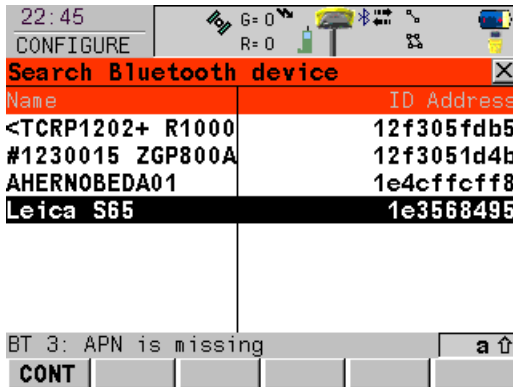 22:45
CONFIGURE
G= 0
R= 0
Search Bluetooth device
Name ID Address
<TCRP1202+ R1000 12f305fdb5
#1230015 ZGP800A 12f3051d4b
AHERNOBEDA01 1e4cffcff8
Leica S65 1e3568495
BT 3: APN is missing a
CONT